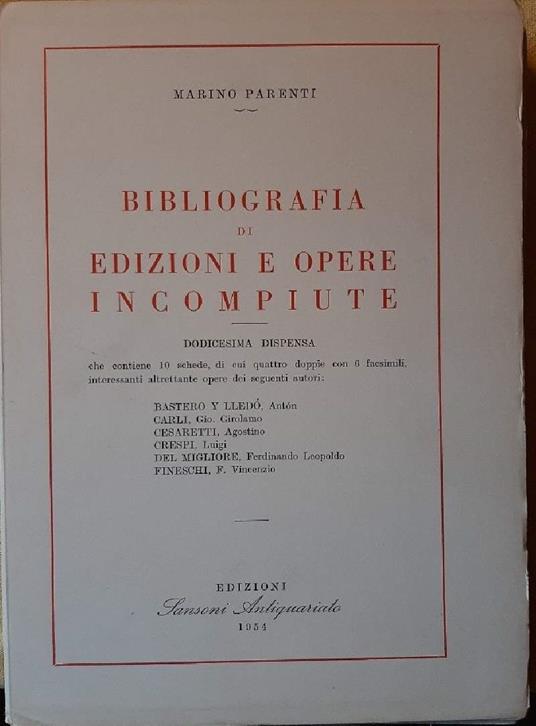 MARINO PARENTI
BIBLIOGRAFIA
DI
EDIZIONI E OPERE
INCOMPIUTE
DODICESIMA DISPENSA
che contiene 10 schede, di cui quattro doppie con 6 facsimili,
interessanti altrettante opere dei seguenti autori:
BASTERO Y LLEDÓ, Antón
CARLI, Gio. Girolamo
CESARETTI, Agostino
CRESPI, Luigi
DEL MIGLIORE, Ferdinando Leopoldo
FINESCHI, F. Vincenzio
EDIZIONI
Sansoni Antiquariato
1954